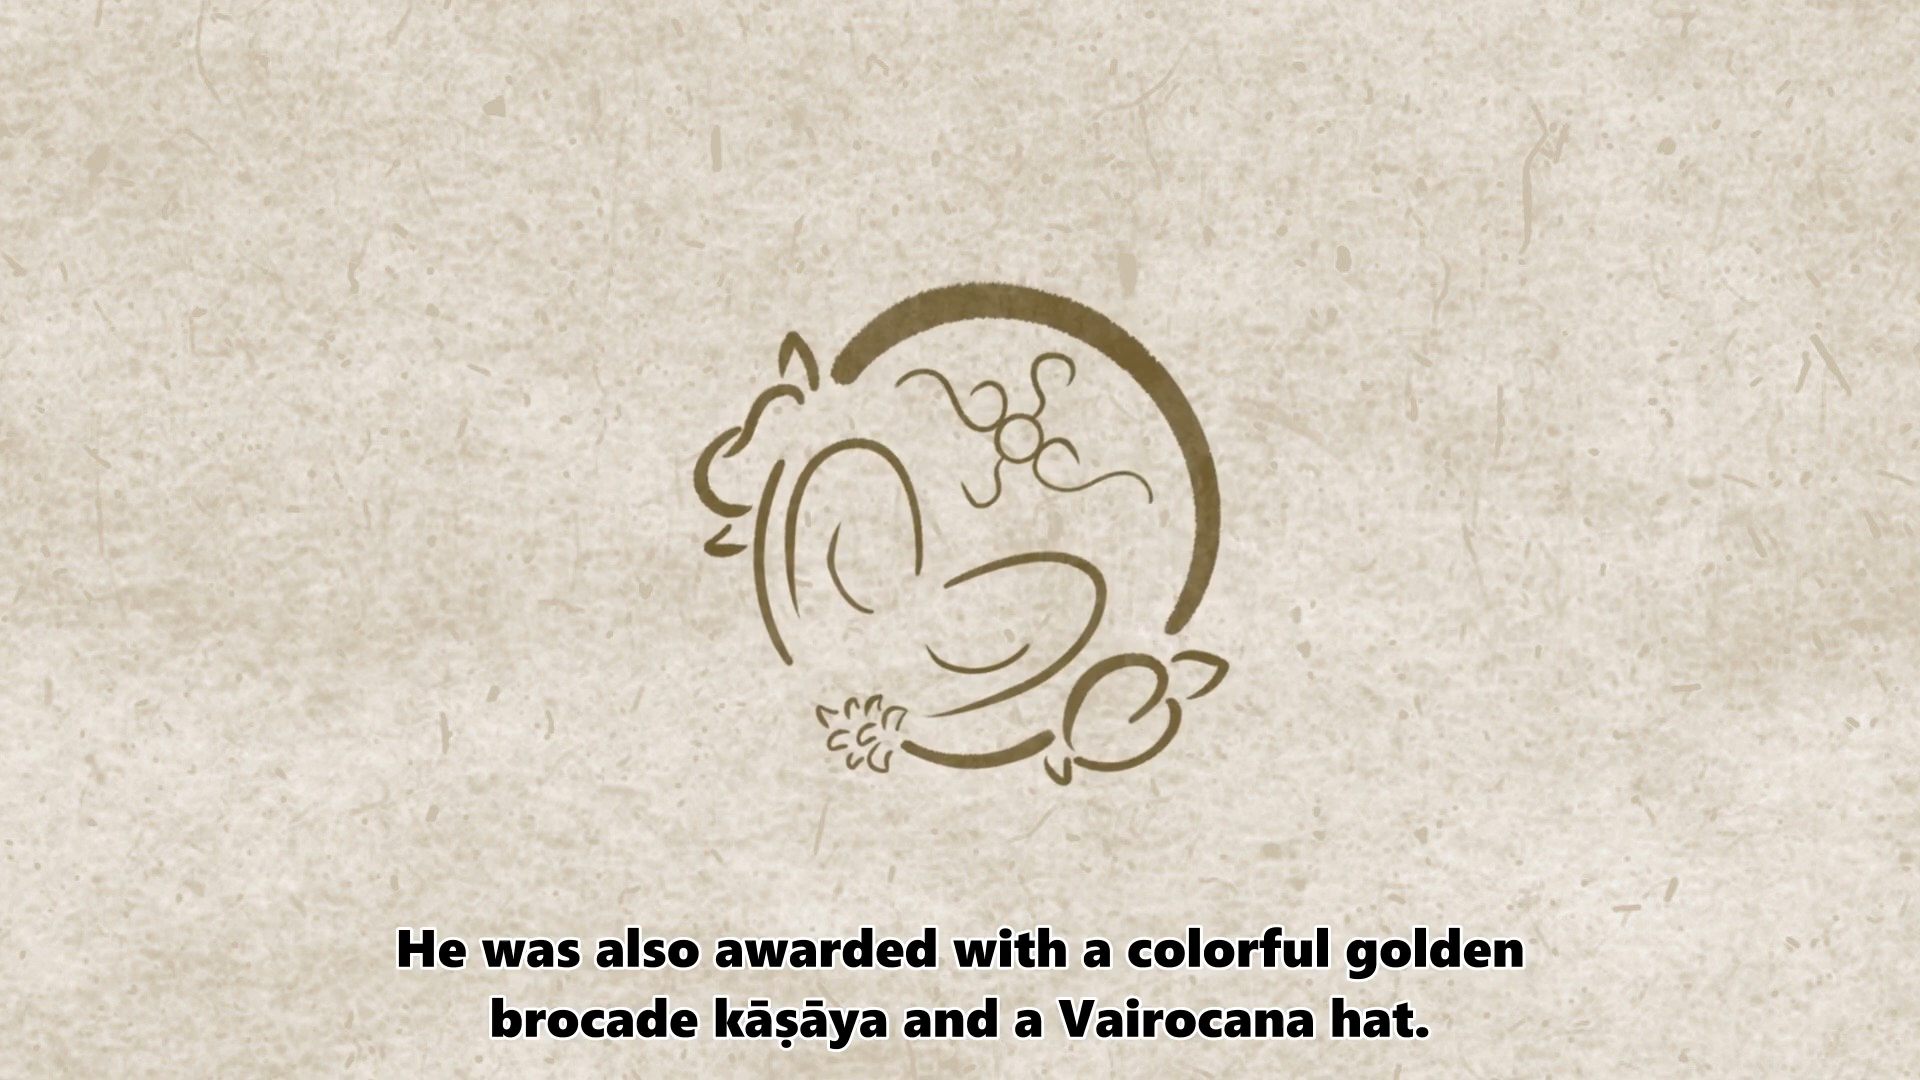 He was also awarded with a colorful golden
brocade kāṣāya and a Vairocana hat.